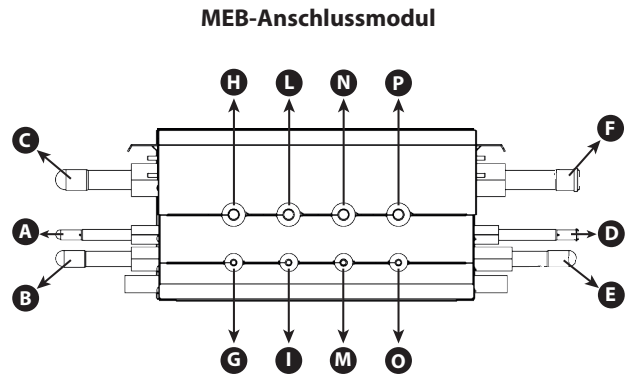 MEB-Anschlussmodul
H L N P
C F
A D
B E
G I M O